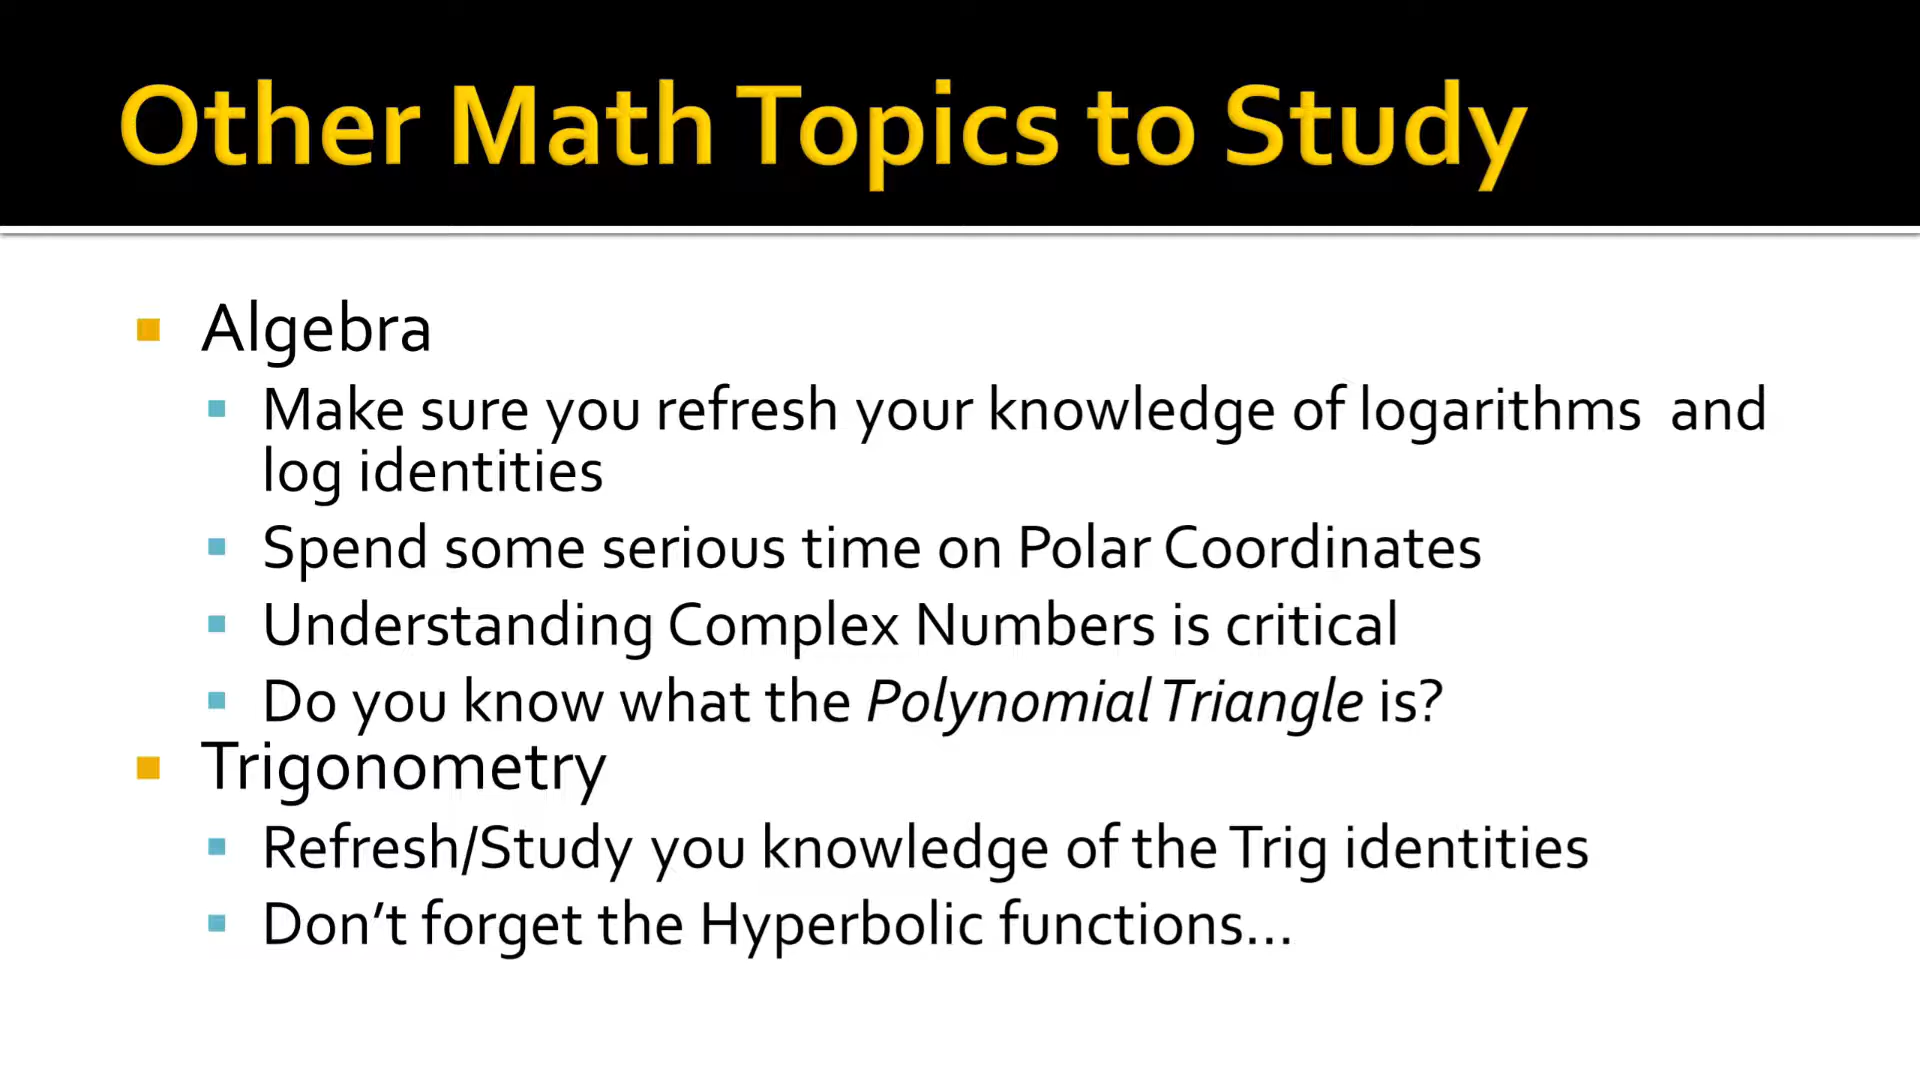 Other Math Topics to Study
Algebra
Make sure you refresh your knowledge of logarithms  and
log identities
Spend some serious time on Polar Coordinates
Understanding Complex Numbers is critical
Do you know what the Polynomial Triangle is?
Trigonometry
Refresh/Study you knowledge of the Trig identities
Don’t forget the Hyperbolic functions…